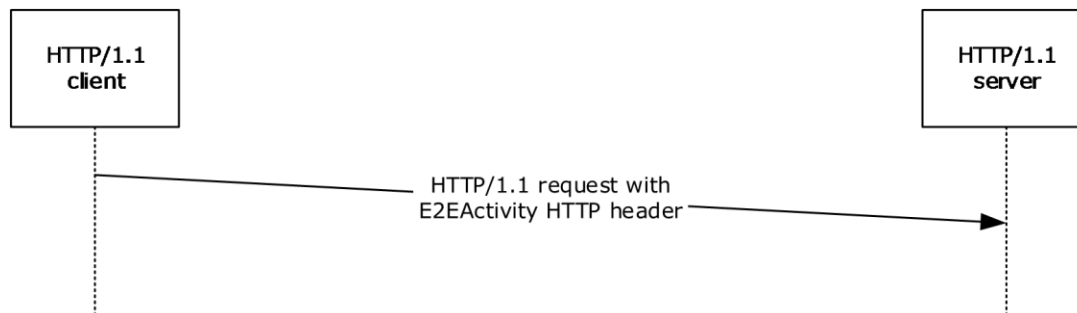 HTTP/1.1
client
HTTP/1.1
server
HTTP/1.1 request with
E2EActivity HTTP header